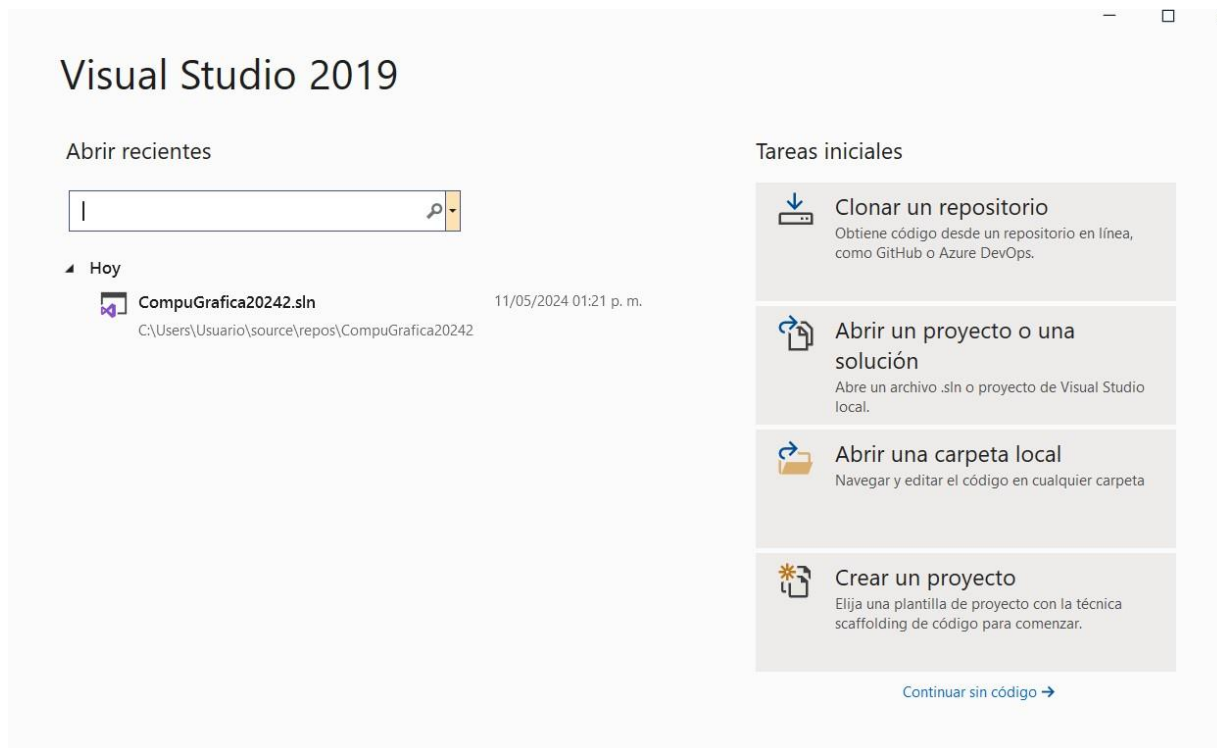 Visual Studio 2019
Abrir recientes
Hoy
CompuGrafica20242.sln
11/05/2024 01:21 p. m.
C:\Users\Usuario\source\repos\CompuGrafica20242
Tareas iniciales
Clonar un repositorio
Obtiene código desde un repositorio en línea,
como GitHub o Azure DevOps.
Abrir un proyecto o una
solución
Abre un archivo .sln o proyecto de Visual Studio
local.
Abrir una carpeta local
Navegar y editar el código en cualquier carpeta
Crear un proyecto
Elija una plantilla de proyecto con la técnica
scaffolding de código para comenzar.
Continuar sin código →